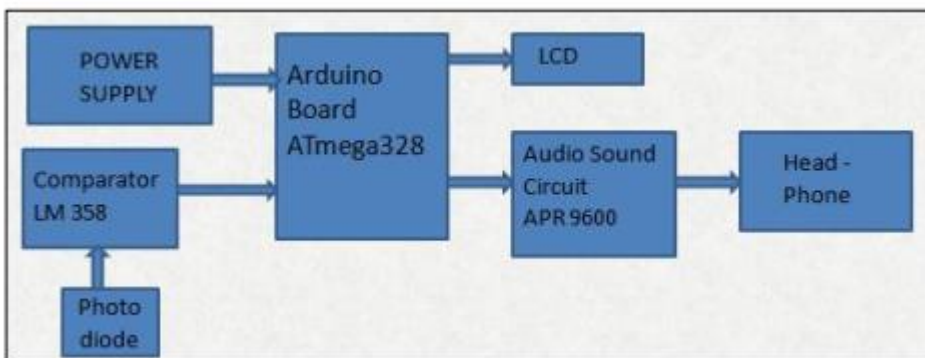 POWER
SUPPLY
Arduino
Board
ATmega328
LCD
Comparator
LM 358
Audio Sound
Circuit
APR 9600
Head -
Phone
Photo
diode